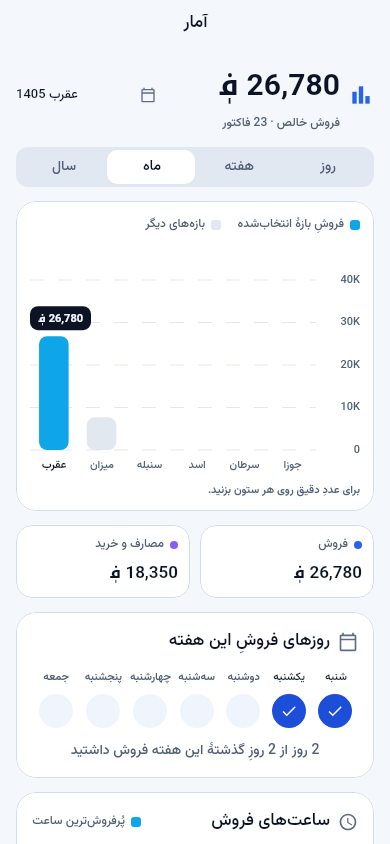 آمار
26,780 ؋
فروش خالص · 23 فاکتور
عقرب 1405
روز
هفته
ماه
سال
فروشِ بازهٔ انتخاب‌شده
بازه‌های دیگر
40K
30K
20K
10K
0
26,780 ؋
جوزا
سرطان
اسد
سنبله
میزان
عقرب
برای عددِ دقیق روی هر ستون بزنید.
فروش
26,780 ؋
مصارف و خرید
18,350 ؋
روزهای فروشِ این هفته
شنبه
یکشنبه
دوشنبه
سه‌شنبه
چهارشنبه
پنجشنبه
جمعه
2 روز از 2 روزِ گذشتهٔ این هفته فروش داشتید
ساعت‌های فروش
پُرفروش‌ترین ساعت